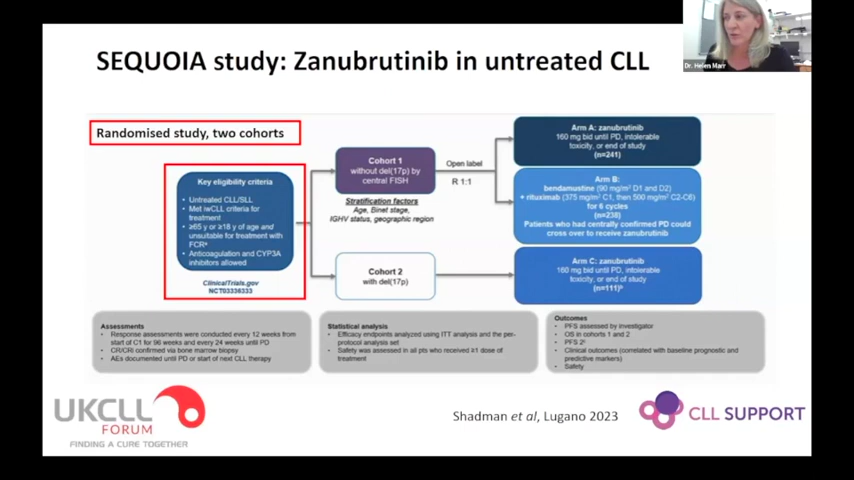 SEQUOIA study: Zanubrutinib in untreated CLL
Dr. Helen Marr
Randomised study, two cohorts
Key eligibility criteria
• Untreated CLL/SLL
• Met iwCLL criteria for
treatment
• ≥65 y or ≥18 y of age and
unsuitable for treatment with
FCRᵃ
• Anticoagulation and CYP3A
inhibitors allowed
ClinicalTrials.gov
NCT03336333
Cohort 1
without del(17p) by
central FISH
Stratification factors
Age, Binet stage,
IGHV status, geographic region
Open label
R 1:1
Cohort 2
with del(17p)
Arm A: zanubrutinib
160 mg bid until PD, intolerable
toxicity, or end of study
(n=241)
Arm B:
bendamustine (90 mg/m² D1 and D2)
+ rituximab (375 mg/m² C1, then 500 mg/m² C2-C6)
for 6 cycles
(n=238)
Patients who had centrally confirmed PD could
cross over to receive zanubrutinib
Arm C: zanubrutinib
160 mg bid until PD, intolerable
toxicity, or end of study
(n=111)ᵇ
Assessments
• Response assessments were conducted every 12 weeks from
start of C1 for 96 weeks and every 24 weeks until PD
• CR/CRi confirmed via bone marrow biopsy
• AEs documented until PD or start of next CLL therapy
Statistical analysis
• Efficacy endpoints analyzed using ITT analysis and the per-
protocol analysis set
• Safety was assessed in all pts who received ≥1 dose of
treatment
Outcomes
• PFS assessed by investigator
• OS in cohorts 1 and 2
• PFS 2ᶜ
• Clinical outcomes (correlated with baseline prognostic and
predictive markers)
• Safety
UKCLL
FORUM
FINDING A CURE TOGETHER
Shadman et al, Lugano 2023
CLL SUPPORT